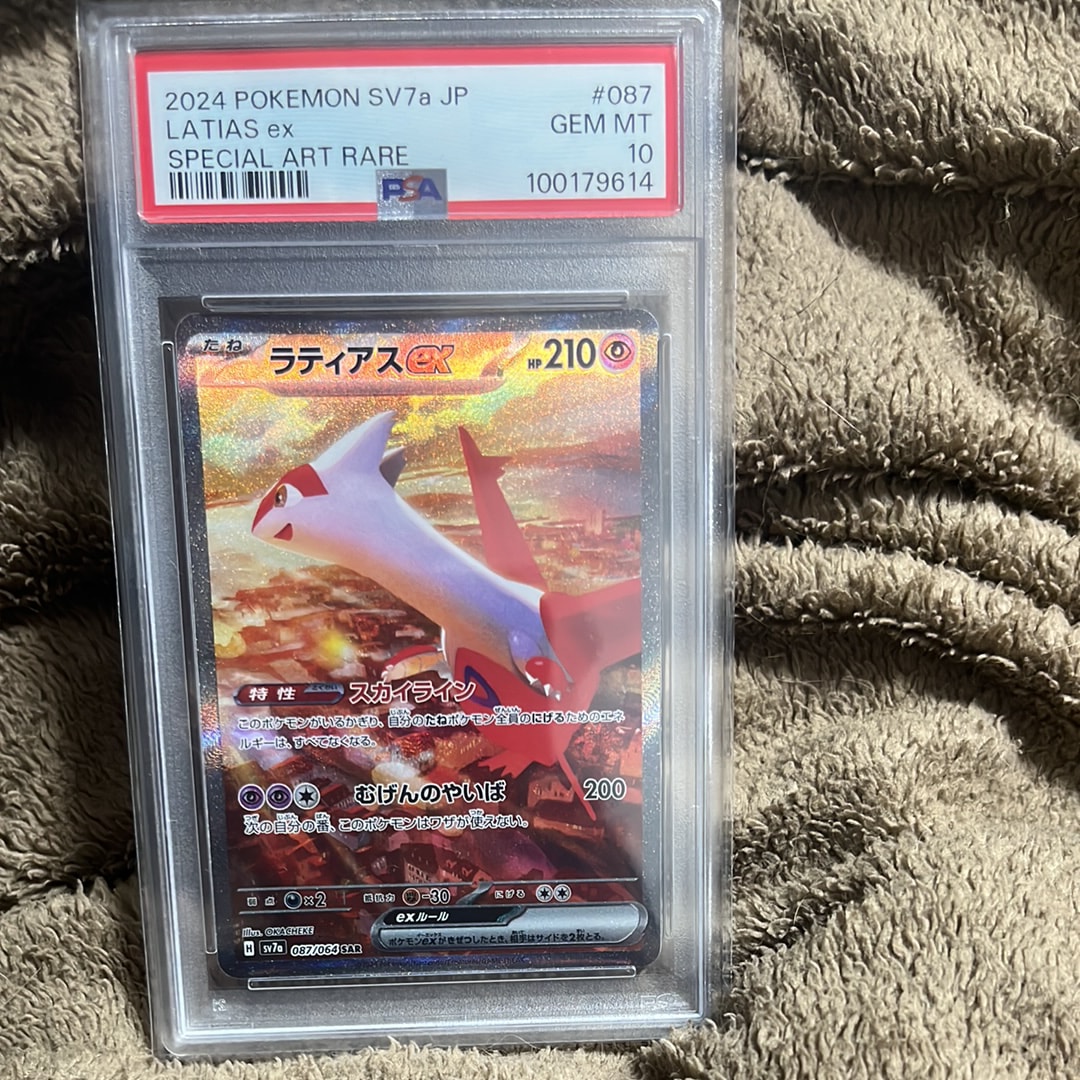 2024 POKEMON SV7a JP #087
LATIAS ex GEM MT
SPECIAL ART RARE 10
PSA 100179614
たね ラティアスex HP 210
特性 とくせい スカイライン
このポケモンがいるかぎり、自分のたねポケモン全員のにげるためのエネ
ルギーは、すべてなくなる。
むげんのやいば 200
次の自分の番、このポケモンはワザが使えない。
弱点 ×2 抵抗力 -30 にげる
exルール
ポケモンexがきぜつしたとき、相手はサイドを2枚とる。
Illus. OKACHEKE
H sv7a 087/064 SAR